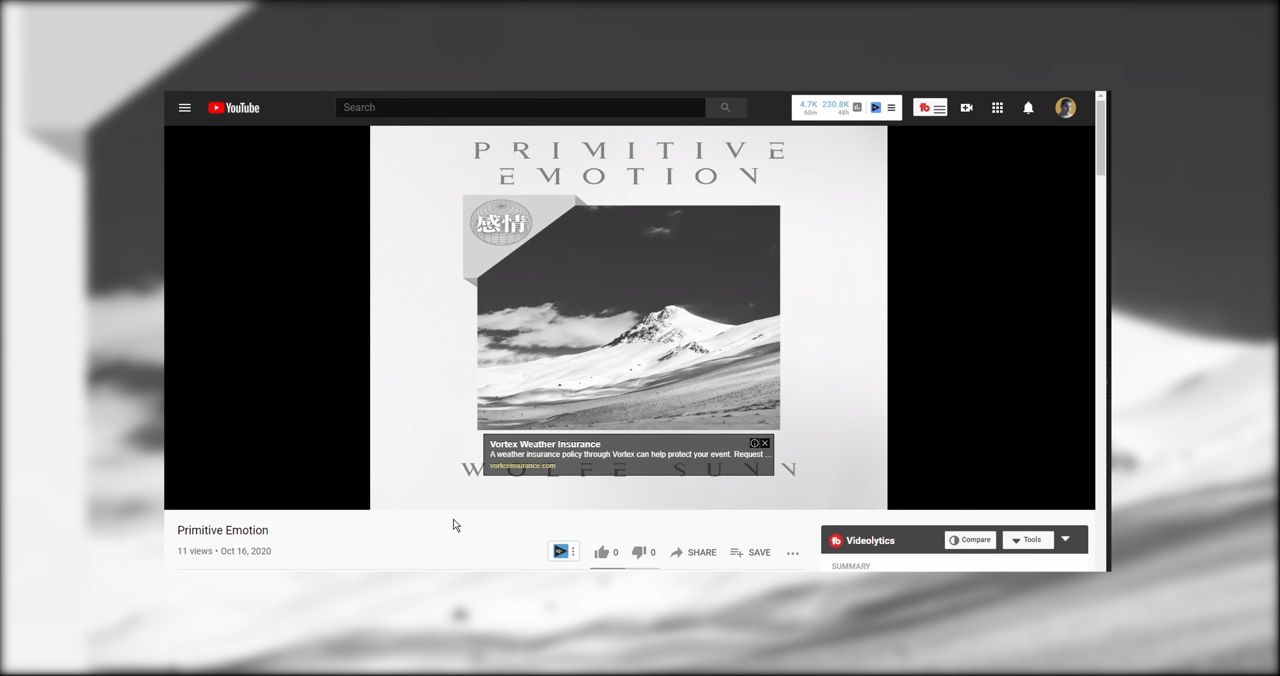 YouTube
Search
4.7K 230.8K
60m 48h
PRIMITIVE
EMOTION
感情
Vortex Weather Insurance
A weather insurance policy through Vortex can help protect your event. Request ...
vortexinsurance.com
WOLFE SUNN
Primitive Emotion
11 views • Oct 16, 2020
0 0 SHARE SAVE
Videolytics Compare Tools
SUMMARY